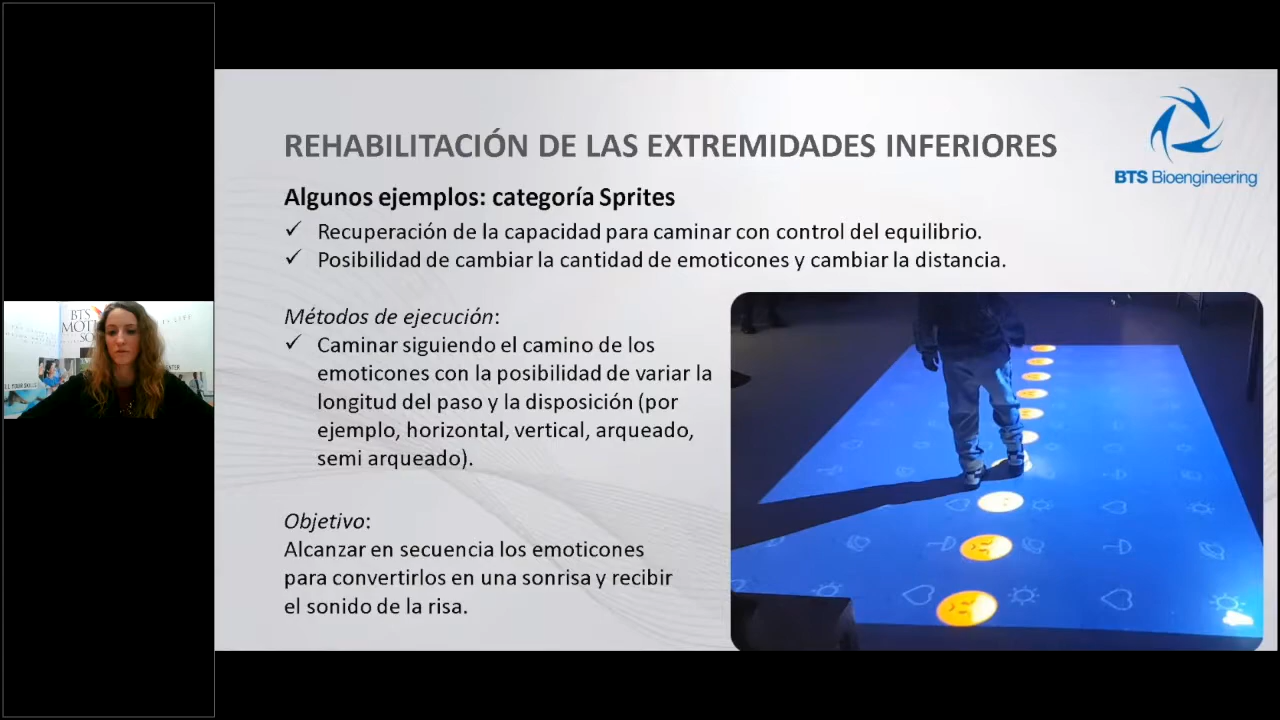 REHABILITACIÓN DE LAS EXTREMIDADES INFERIORES
BTS Bioengineering
Algunos ejemplos: categoría Sprites
✓ Recuperación de la capacidad para caminar con control del equilibrio.
✓ Posibilidad de cambiar la cantidad de emoticones y cambiar la distancia.
Métodos de ejecución:
✓ Caminar siguiendo el camino de los
emoticones con la posibilidad de variar la
longitud del paso y la disposición (por
ejemplo, horizontal, vertical, arqueado,
semi arqueado).
Objetivo:
Alcanzar en secuencia los emoticones
para convertirlos en una sonrisa y recibir
el sonido de la risa.
BTS